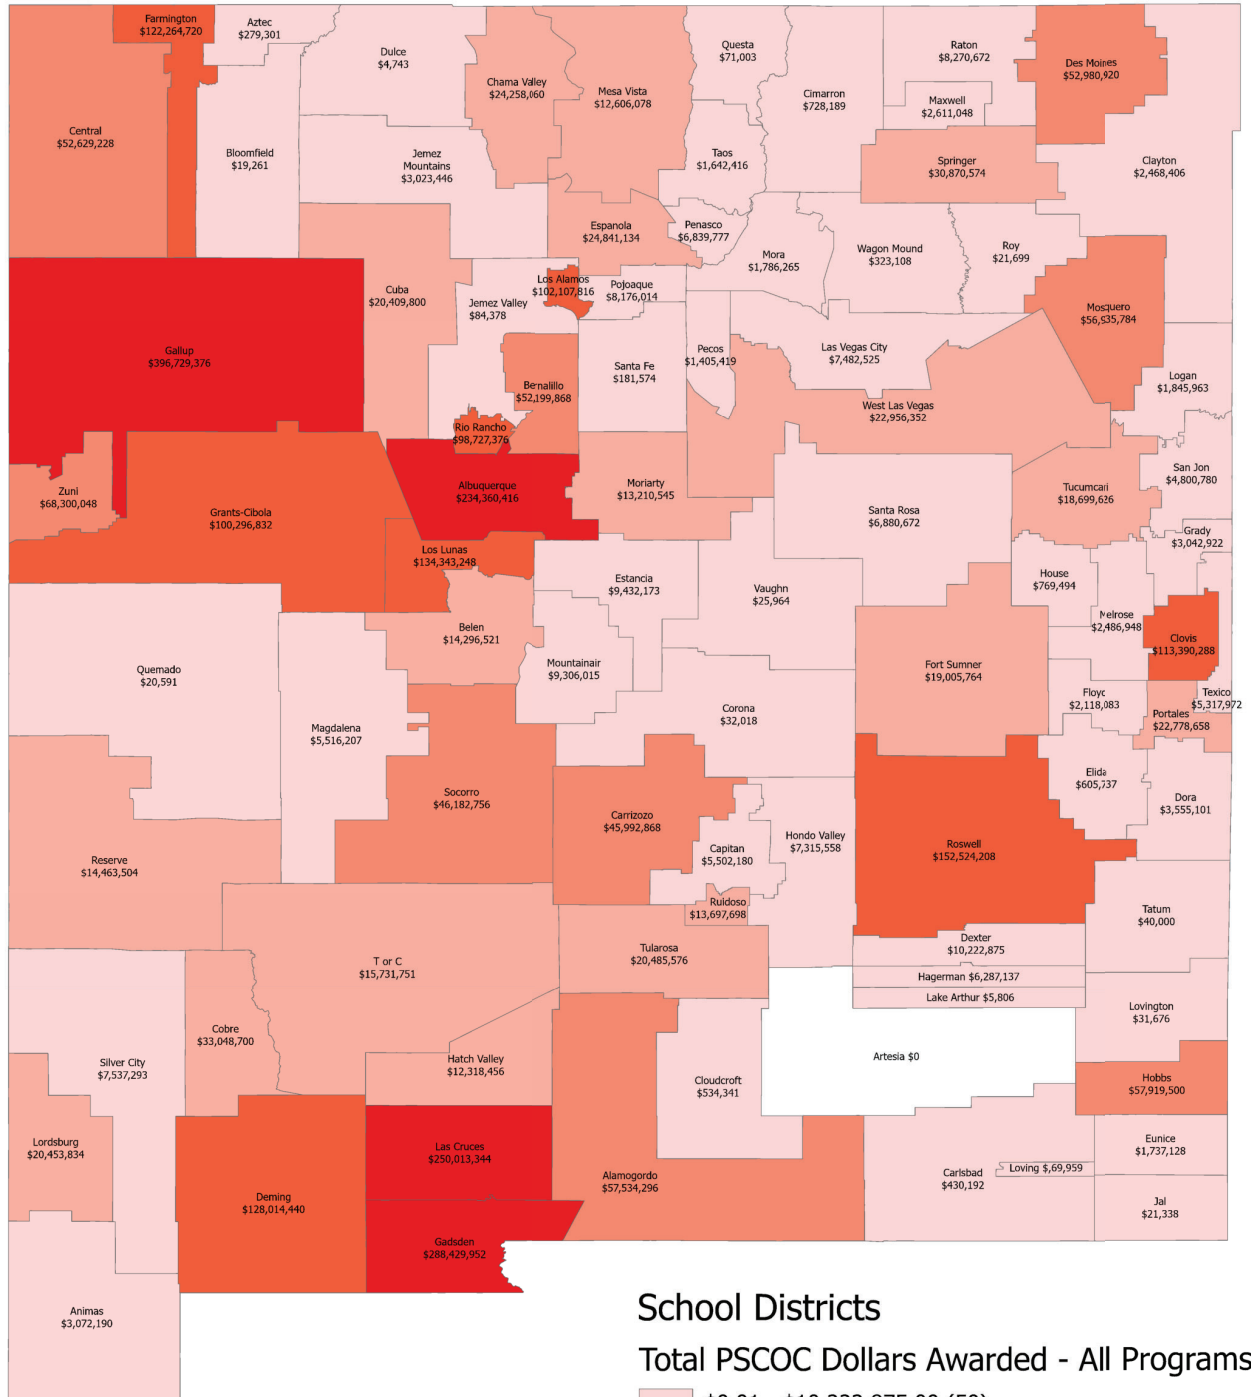 Farmington
$122,264,720
Aztec
$279,301
Dulce
$4,743
Chama Valley
$24,258,060
Mesa Vista
$12,606,078
Questa
$71,003
Cimarron
$728,189
Raton
$8,270,672
Maxwell
$2,611,048
Des Moines
$52,980,920
Central
$52,629,228
Bloomfield
$19,261
Jemez
Mountains
$3,023,446
Taos
$1,642,416
Springer
$30,870,574
Clayton
$2,468,406
Espanola
$24,841,134
Penasco
$6,839,777
Mora
$1,786,265
Wagon Mound
$323,108
Roy
$21,699
Cuba
$20,409,800
Jemez Valley
$84,378
Los Alamos
$102,107,816
Pojoaque
$8,176,014
Mosquero
Gallup
$396,729,376
Bernalillo
$52,199,868
Santa Fe
$181,574
Pecos
$1,405,419
Las Vegas City
$7,482,525
Logan
$1,845,963
West Las Vegas
$22,956,352
Rio Rancho
$98,727,376
Zuni
$68,300,048
Grants-Cibola
$100,296,832
Albuquerque
$234,360,416
Moriarty
$13,210,545
Santa Rosa
$6,880,672
Tucumcari
$18,699,626
San Jon
$4,800,780
Grady
$3,042,922
Los Lunas
$134,343,248
Estancia
$9,432,173
Vaughn
$25,964
House
$769,494
Melrose
$2,486,948
Clovis
$113,390,288
Belen
$14,296,521
Quemado
$20,591
Mountainair
$9,306,015
Fort Sumner
$19,005,764
Floyd
$2,118,083
Texico
$5,317,972
Portales
$22,778,658
Magdalena
$5,516,207
Corona
$32,018
Socorro
$46,182,756
Carrizozo
$45,992,868
Elida
Dora
$3,555,101
Reserve
$14,463,504
Capitan
$5,502,180
Hondo Valley
$7,315,558
Roswell
$152,524,208
Ruidoso
$13,697,698
Tatum
$40,000
T or C
$15,731,751
Tularosa
$20,485,576
Dexter
$10,222,875
Hagerman $6,287,137
Lake Arthur $5,806
Lovington
$31,676
Cobre
$33,048,700
Silver City
$7,537,293
Hatch Valley
$12,318,456
Cloudcroft
$534,341
Artesia $0
Hobbs
$57,919,500
Lordsburg
$20,453,834
Las Cruces
$250,013,344
Alamogordo
$57,534,296
Carlsbad
$430,192
Loving $,69,959
Eunice
$1,737,128
Deming
$128,014,440
Jal
$21,338
Gadsden
$288,429,952
Animas
$3,072,190
School Districts
Total PSCOC Dollars Awarded - All Programs